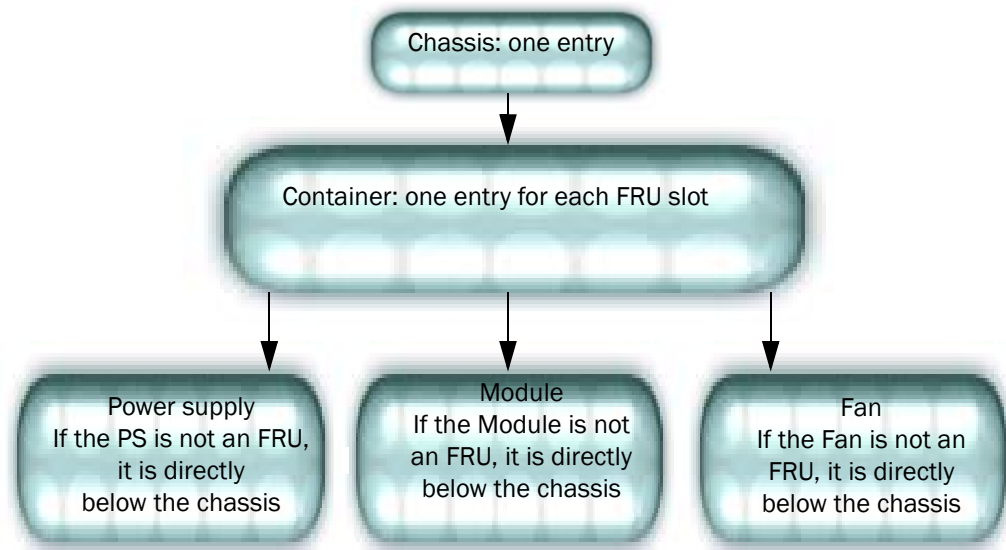 Chassis: one entry
Container: one entry for each FRU slot
Power supply
If the PS is not an FRU,
it is directly
below the chassis
Module
If the Module is not
an FRU, it is directly
below the chassis
Fan
If the Fan is not an
FRU, it is directly
below the chassis